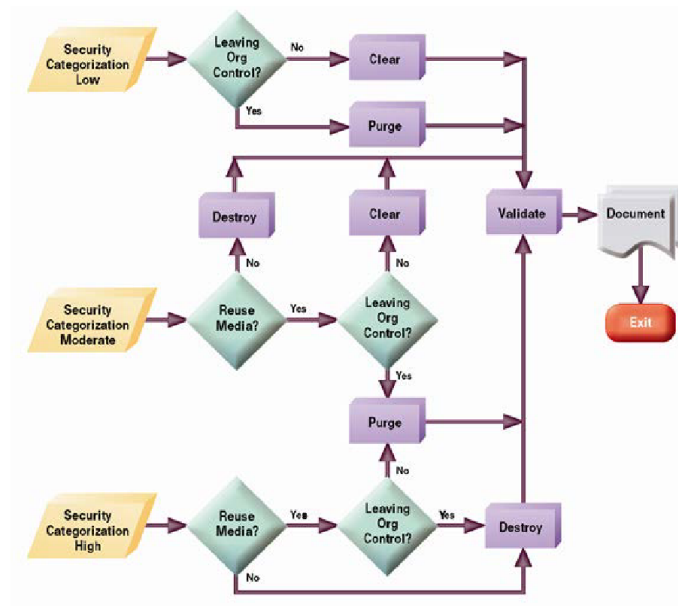 Security
Categorization
Low
Leaving
Org
Control?
No
Clear
Yes
Purge
Destroy
Clear
Validate
Document
No
No
Security
Categorization
Moderate
Reuse
Media?
Yes
Leaving
Org
Control?
Exit
Yes
Purge
No
Security
Categorization
High
Reuse
Media?
Yes
Leaving
Org
Control?
Yes
Destroy
No